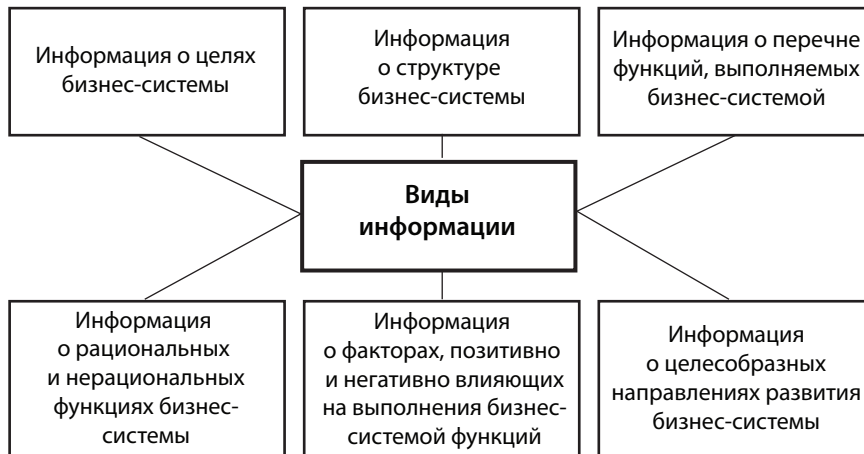 Информация о целях
бизнес-системы
Информация
о структуре
бизнес-системы
Информация о перечне
функций, выполняемых
бизнес-системой
Виды
информации
Информация
о рациональных
и нерациональных
функциях бизнес-
системы
Информация
о факторах, позитивно
и негативно влияющих
на выполнения бизнес-
системой функций
Информация
о целесобразных
направлениях развития
бизнес-системы